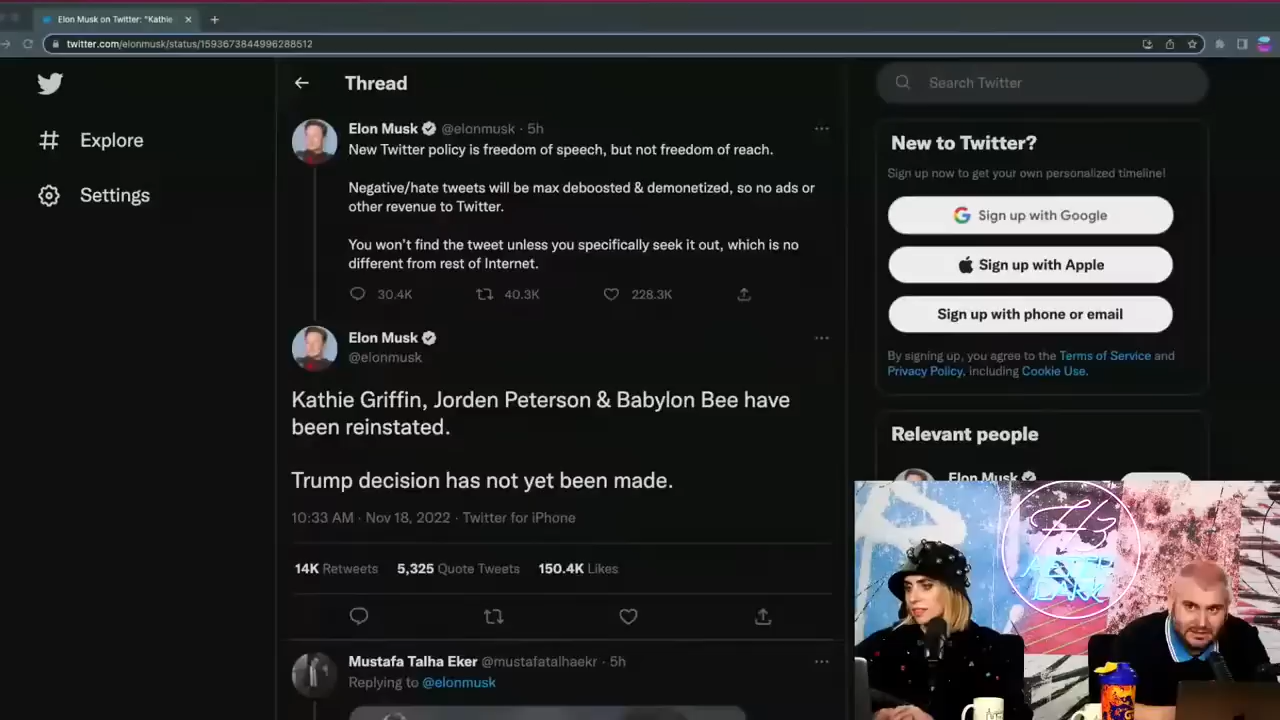 Elon Musk on Twitter: "Kathie
twitter.com/elonmusk/status/1593673844996288512
Explore
Settings
Thread
Elon Musk @elonmusk · 5h
New Twitter policy is freedom of speech, but not freedom of reach.
Negative/hate tweets will be max deboosted & demonetized, so no ads or
other revenue to Twitter.
You won't find the tweet unless you specifically seek it out, which is no
different from rest of Internet.
30.4K 40.3K 228.3K
Elon Musk
@elonmusk
Kathie Griffin, Jorden Peterson & Babylon Bee have
been reinstated.
Trump decision has not yet been made.
10:33 AM · Nov 18, 2022 · Twitter for iPhone
14K Retweets 5,325 Quote Tweets 150.4K Likes
Mustafa Talha Eker @mustafatalhaekr · 5h
Replying to @elonmusk
Search Twitter
New to Twitter?
Sign up now to get your own personalized timeline!
Sign up with Google
Sign up with Apple
Sign up with phone or email
By signing up, you agree to the Terms of Service and
Privacy Policy, including Cookie Use.
Relevant people
Elon Musk
H3
AFTER
DARK